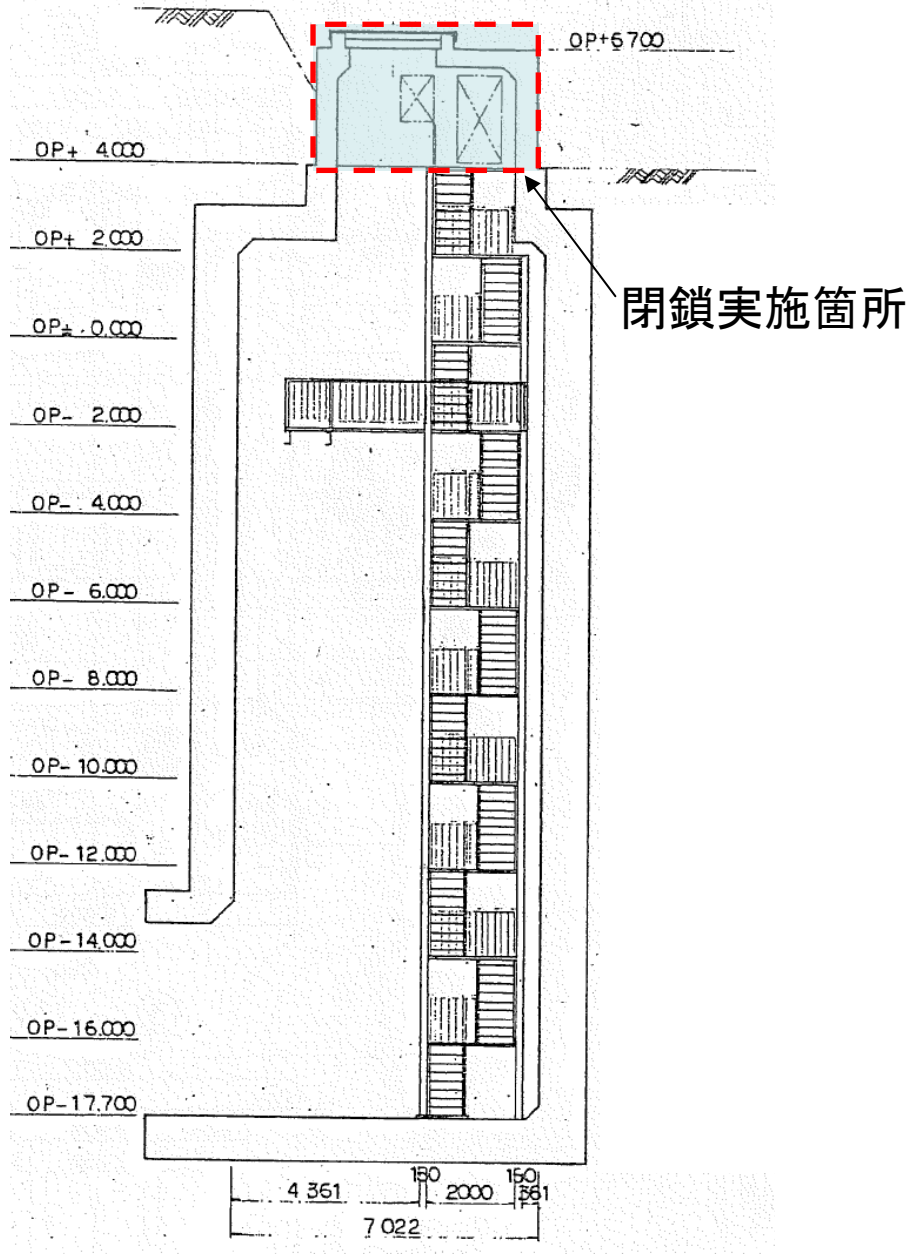 OP+6700
OP+ 4.000
OP+ 2.000
閉鎖実施箇所
OP±.0.000
OP- 2.000
OP- 4.000
OP- 6.000
OP- 8.000
OP-10.000
OP-12.000
OP-14.000
OP-16.000
OP-17.700
150 150
4 361 2000 361
7 022